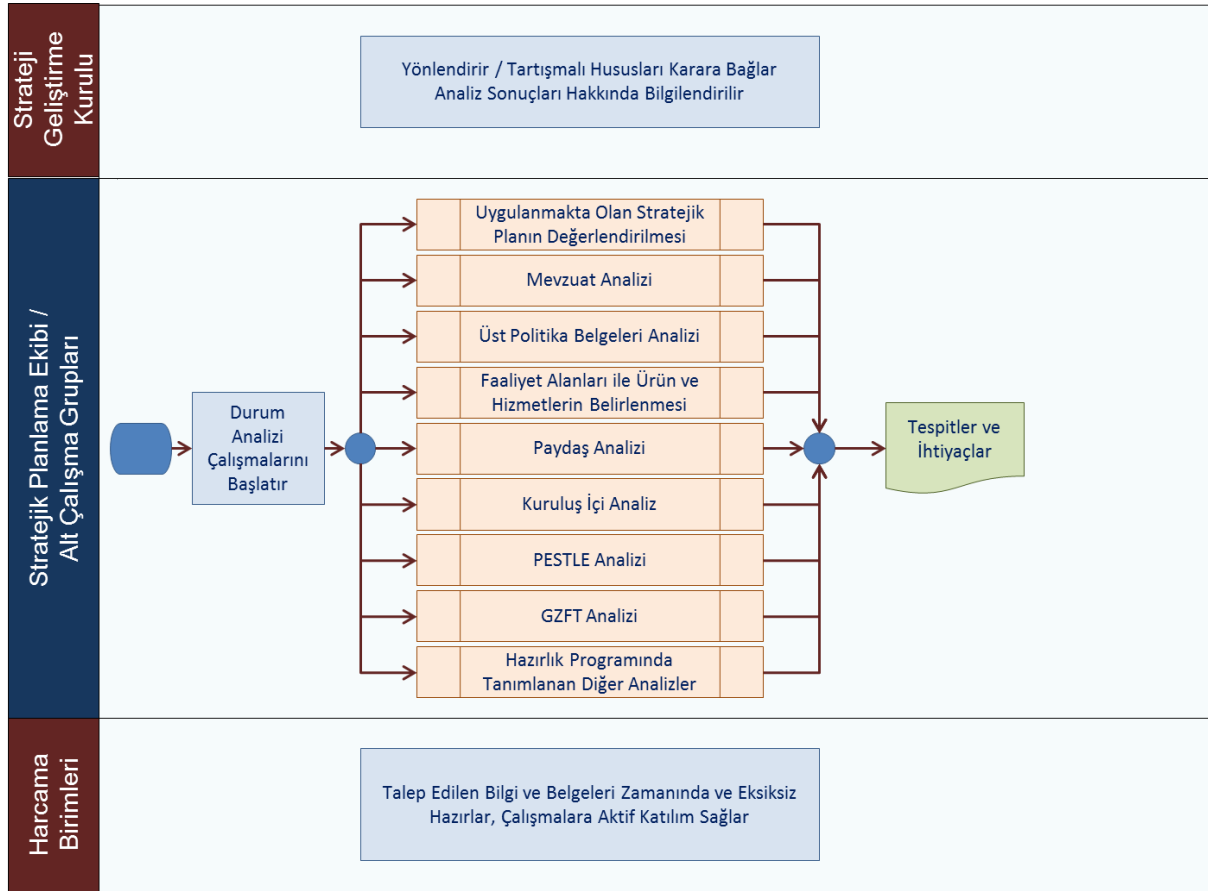 Strateji
Geliştirme
Kurulu
Yönlendirir / Tartışmalı Hususları Karara Bağlar
Analiz Sonuçları Hakkında Bilgilendirilir
Stratejik Planlama Ekibi /
Alt Çalışma Grupları
Durum
Analizi
Çalışmalarını
Başlatır
Uygulanmakta Olan Stratejik
Planın Değerlendirilmesi
Mevzuat Analizi
Üst Politika Belgeleri Analizi
Faaliyet Alanları ile Ürün ve
Hizmetlerin Belirlenmesi
Paydaş Analizi
Kuruluş İçi Analiz
PESTLE Analizi
GZFT Analizi
Hazırlık Programında
Tanımlanan Diğer Analizler
Tespitler ve
İhtiyaçlar
Harcama
Birimleri
Talep Edilen Bilgi ve Belgeleri Zamanında ve Eksiksiz
Hazırlar, Çalışmalara Aktif Katılım Sağlar